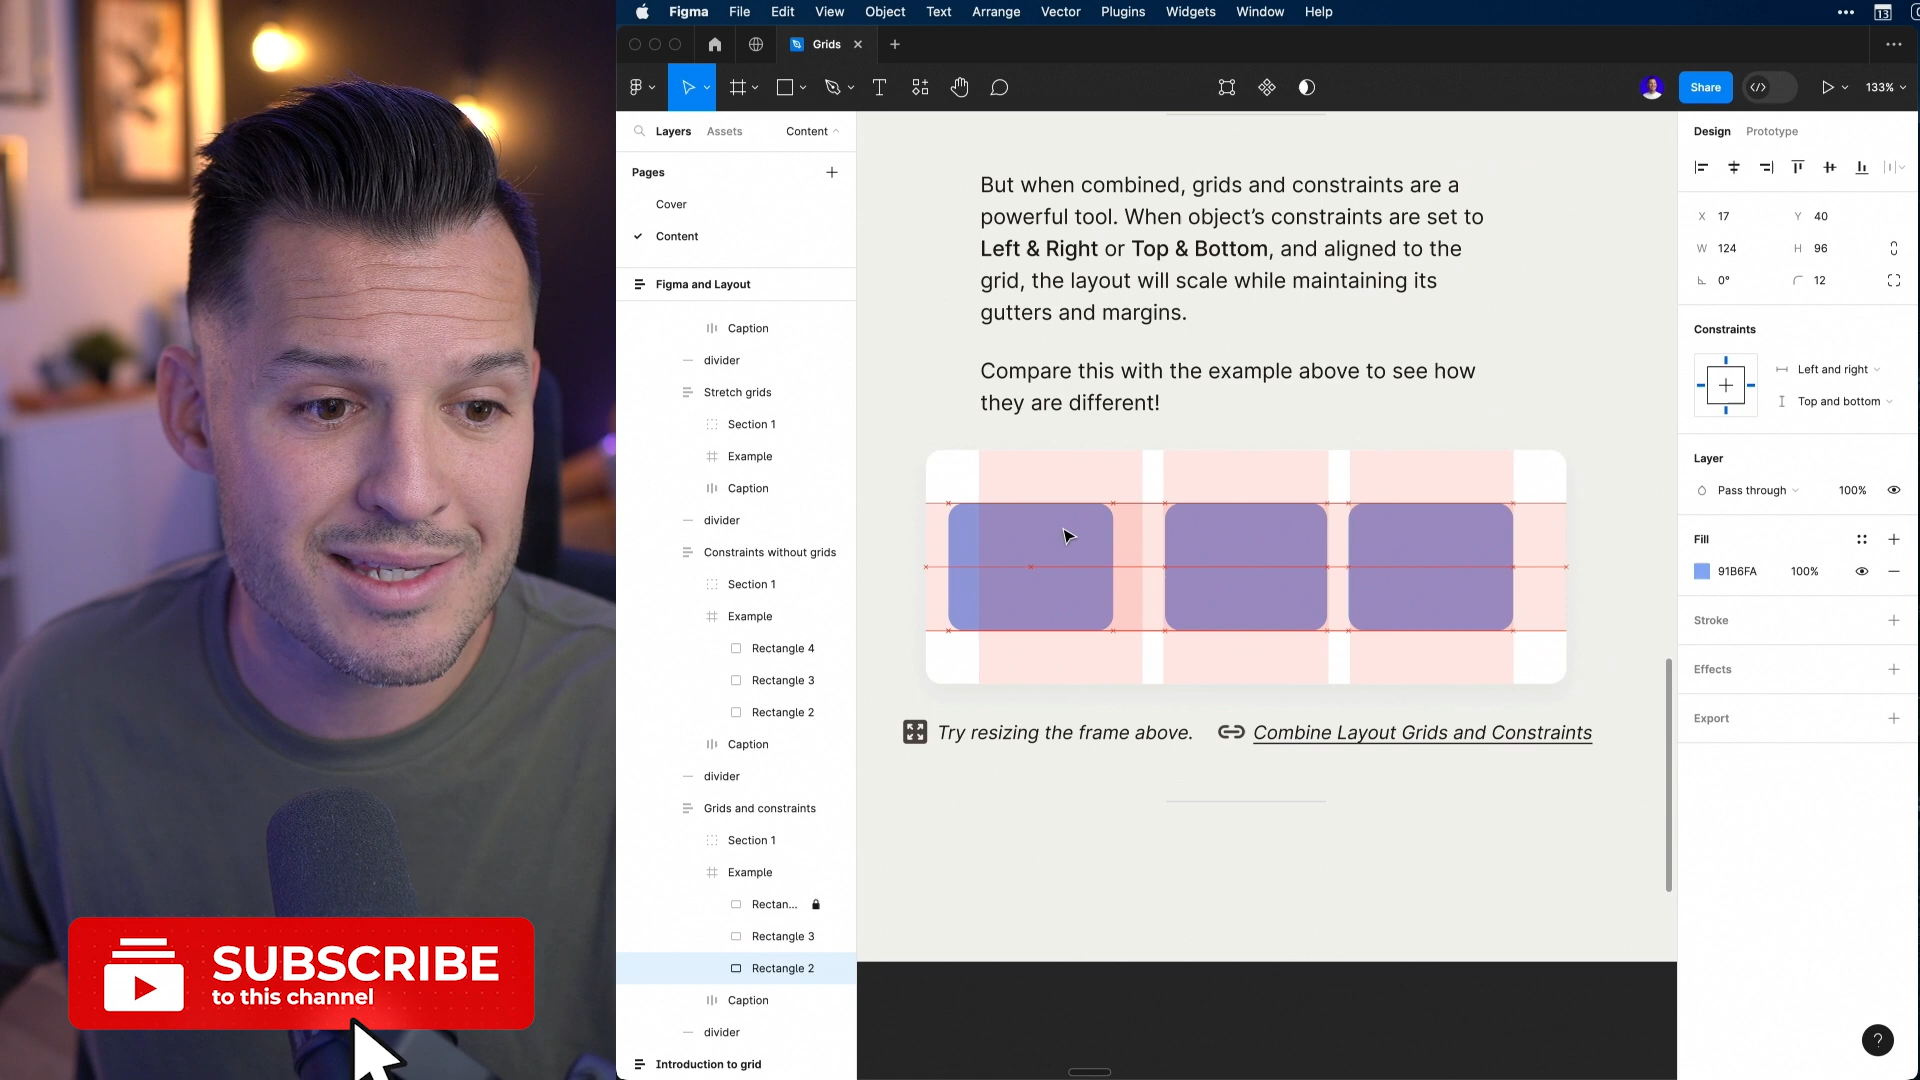 Figma File Edit View Object Text Arrange Vector Plugins Widgets Window Help
13
Grids
Share
133%
Layers Assets Content
Pages
Cover
Content
Figma and Layout
Caption
divider
Stretch grids
Section 1
Example
Caption
divider
Constraints without grids
Section 1
Example
Rectangle 4
Rectangle 3
Rectangle 2
Caption
divider
Grids and constraints
Section 1
Example
Rectan...
Rectangle 3
Rectangle 2
Caption
divider
Introduction to grid
But when combined, grids and constraints are a
powerful tool. When object’s constraints are set to
Left & Right or Top & Bottom, and aligned to the
grid, the layout will scale while maintaining its
gutters and margins.
Compare this with the example above to see how
they are different!
Try resizing the frame above. Combine Layout Grids and Constraints
Design Prototype
X 17 Y 40
W 124 H 96
0° 12
Constraints
Left and right
Top and bottom
Layer
Pass through 100%
Fill
91B6FA 100%
Stroke
Effects
Export
?
SUBSCRIBE
to this channel